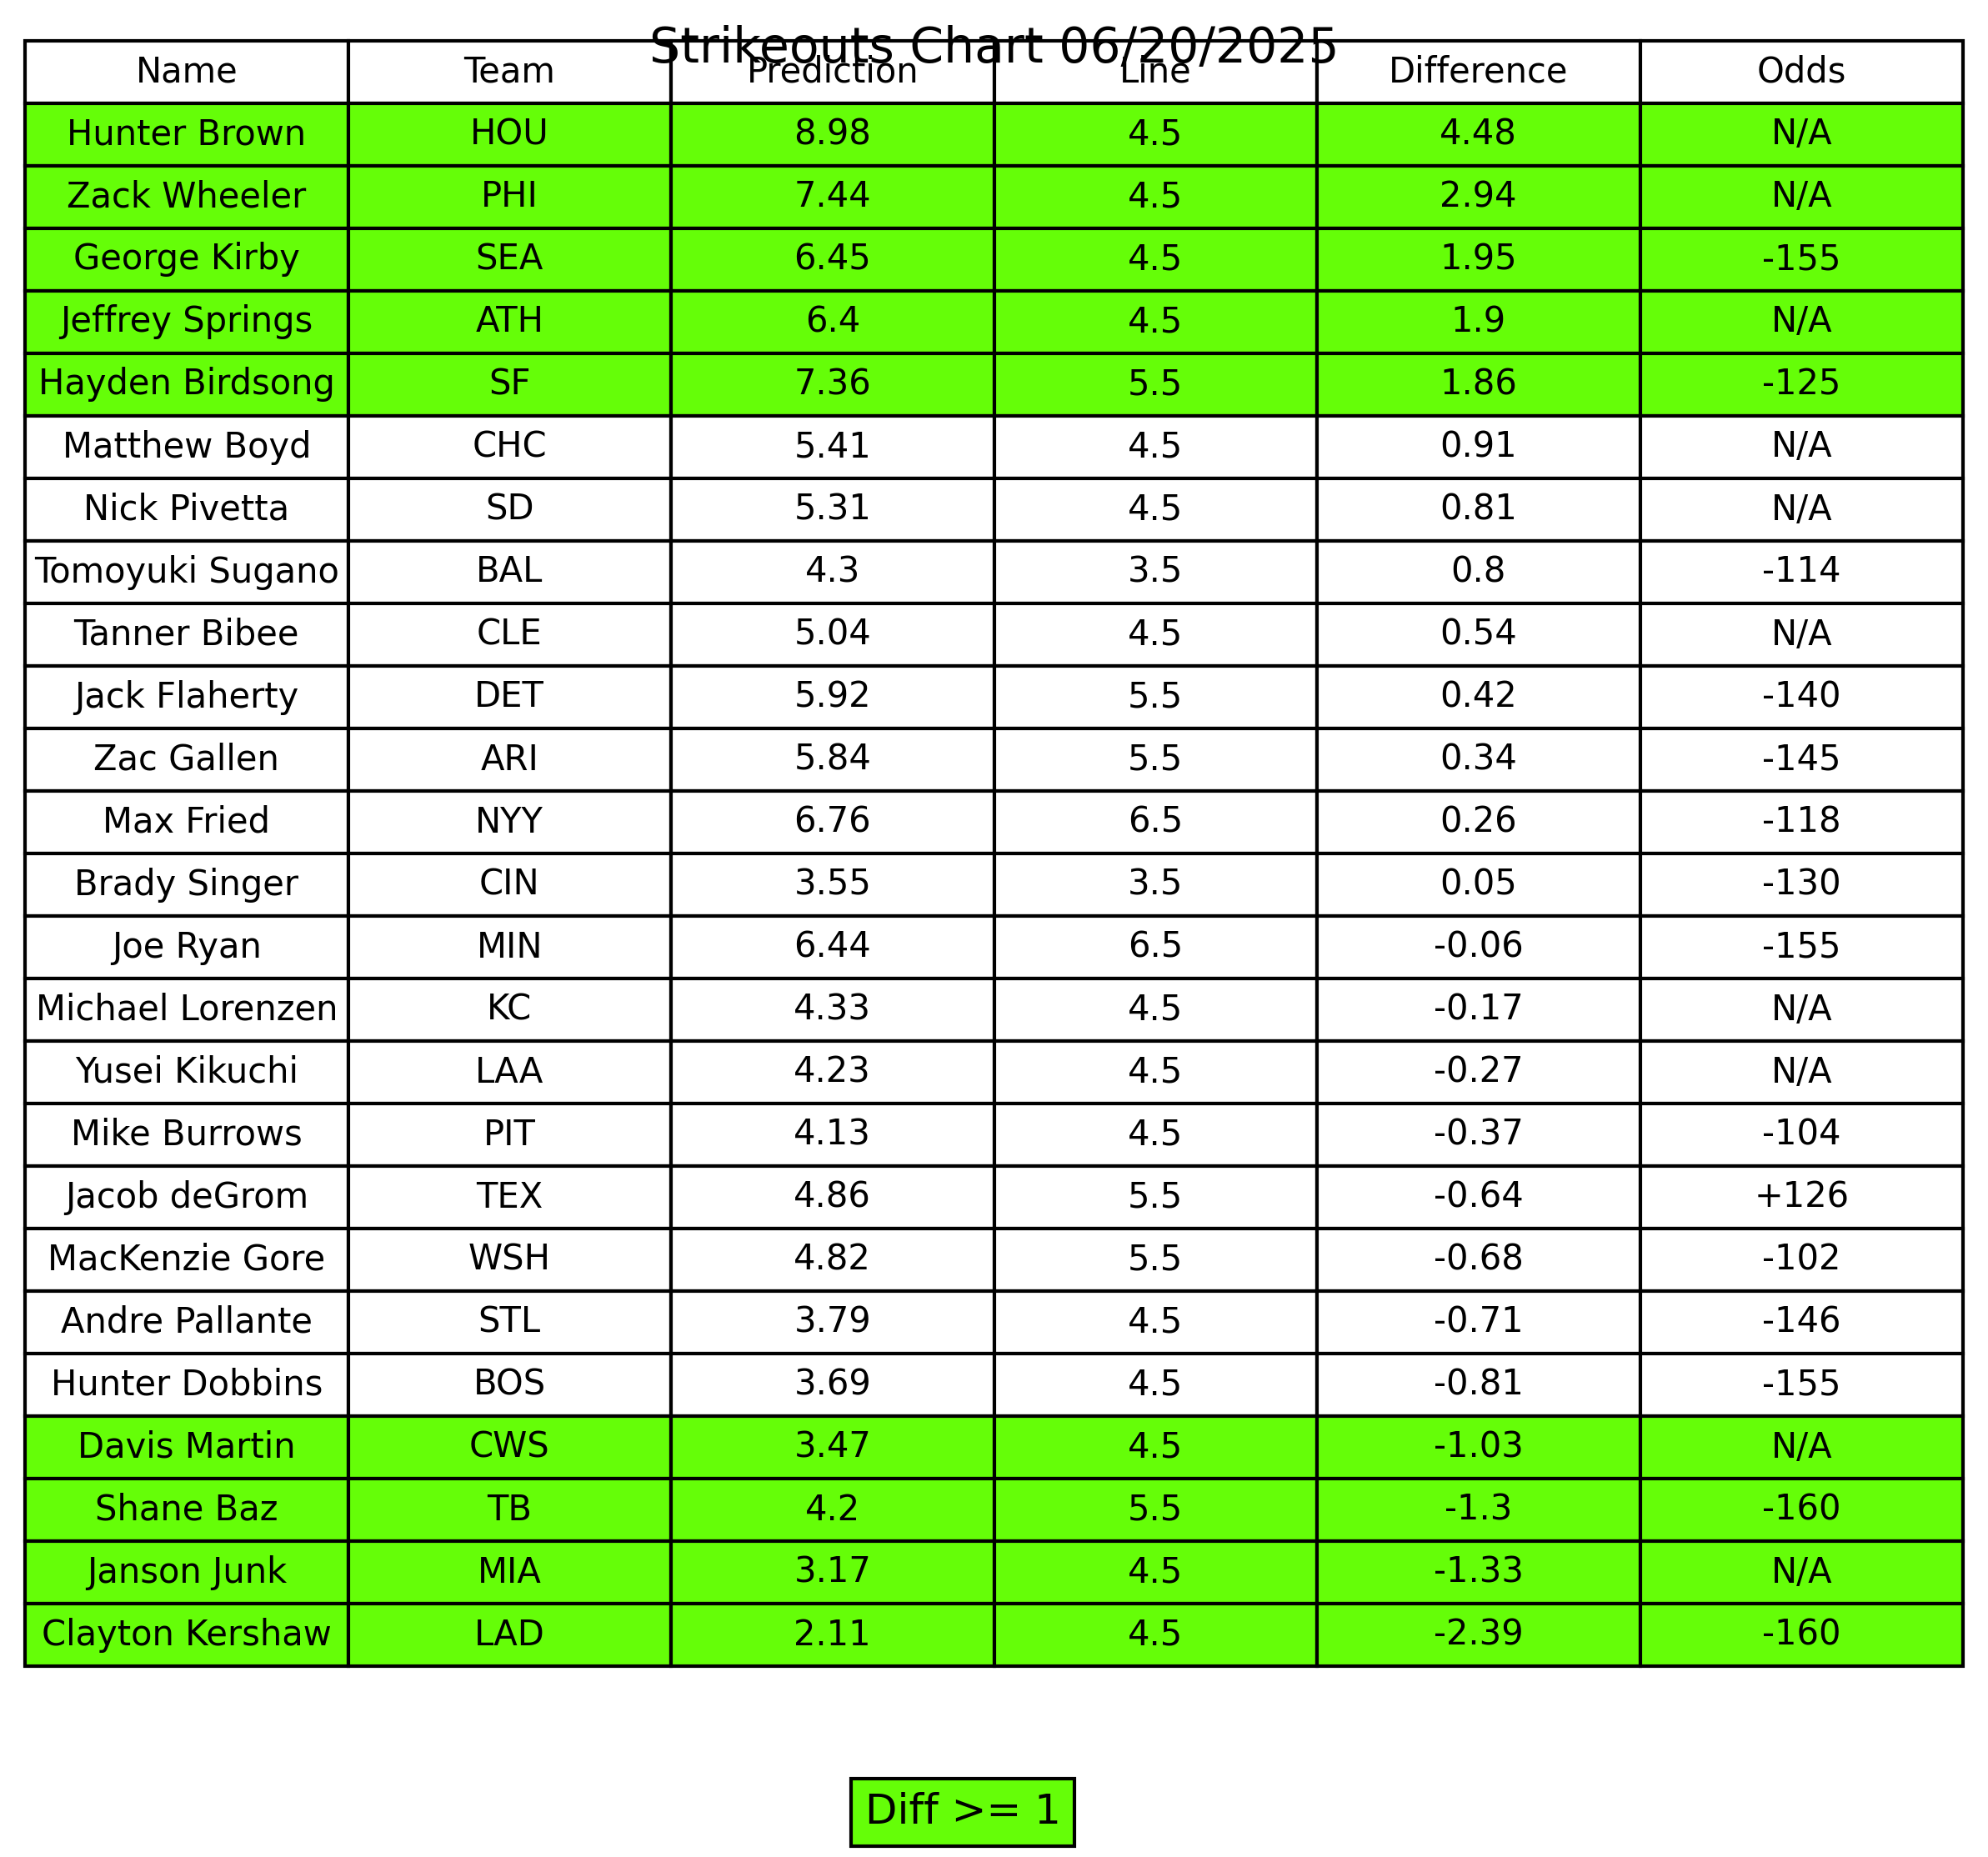 Strikeouts Chart 06/20/2025
Name Team Prediction Line Difference Odds
Hunter Brown HOU 8.98 4.5 4.48 N/A
Zack Wheeler PHI 7.44 4.5 2.94 N/A
George Kirby SEA 6.45 4.5 1.95 -155
Jeffrey Springs ATH 6.4 4.5 1.9 N/A
Hayden Birdsong SF 7.36 5.5 1.86 -125
Matthew Boyd CHC 5.41 4.5 0.91 N/A
Nick Pivetta SD 5.31 4.5 0.81 N/A
Tomoyuki Sugano BAL 4.3 3.5 0.8 -114
Tanner Bibee CLE 5.04 4.5 0.54 N/A
Jack Flaherty DET 5.92 5.5 0.42 -140
Zac Gallen ARI 5.84 5.5 0.34 -145
Max Fried NYY 6.76 6.5 0.26 -118
Brady Singer CIN 3.55 3.5 0.05 -130
Joe Ryan MIN 6.44 6.5 -0.06 -155
Michael Lorenzen KC 4.33 4.5 -0.17 N/A
Yusei Kikuchi LAA 4.23 4.5 -0.27 N/A
Mike Burrows PIT 4.13 4.5 -0.37 -104
Jacob deGrom TEX 4.86 5.5 -0.64 +126
MacKenzie Gore WSH 4.82 5.5 -0.68 -102
Andre Pallante STL 3.79 4.5 -0.71 -146
Hunter Dobbins BOS 3.69 4.5 -0.81 -155
Davis Martin CWS 3.47 4.5 -1.03 N/A
Shane Baz TB 4.2 5.5 -1.3 -160
Janson Junk MIA 3.17 4.5 -1.33 N/A
Clayton Kershaw LAD 2.11 4.5 -2.39 -160
Diff >= 1